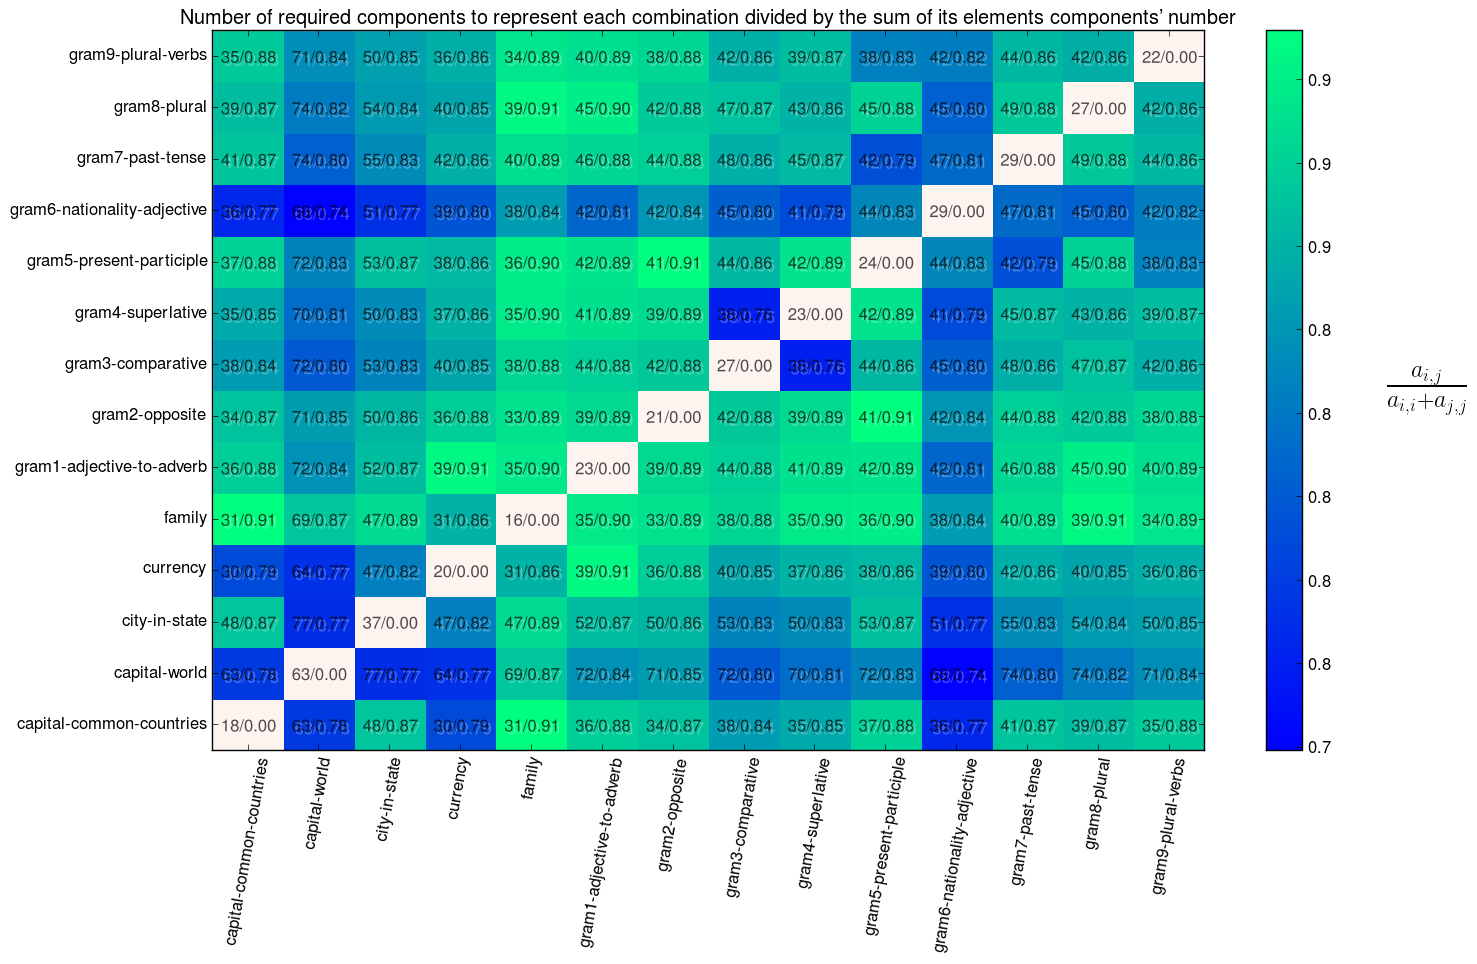 Number of required components to represent each combination divided by the sum of its elements components' number
gram9-plural-verbs 35/0.88 71/0.84 50/0.85 36/0.86 34/0.89 40/0.89 38/0.88 42/0.86 39/0.87 38/0.83 42/0.82 44/0.86 42/0.86 22/0.00
gram8-plural 39/0.87 74/0.82 54/0.84 40/0.85 39/0.91 45/0.90 42/0.88 47/0.87 43/0.86 45/0.88 45/0.80 49/0.88 27/0.00 42/0.86
gram7-past-tense 41/0.87 74/0.80 55/0.83 42/0.86 40/0.89 46/0.88 44/0.88 48/0.86 45/0.87 42/0.79 47/0.81 29/0.00 49/0.88 44/0.86
gram6-nationality-adjective 36/0.77 68/0.74 51/0.77 39/0.80 38/0.84 42/0.81 42/0.84 45/0.80 41/0.79 44/0.83 29/0.00 47/0.81 45/0.80 42/0.82
gram5-present-participle 37/0.88 72/0.83 53/0.87 38/0.86 36/0.90 42/0.89 41/0.91 44/0.86 42/0.89 24/0.00 44/0.83 42/0.79 45/0.88 38/0.83
gram4-superlative 35/0.85 70/0.81 50/0.83 37/0.86 35/0.90 41/0.89 39/0.89 38/0.76 23/0.00 42/0.89 41/0.79 45/0.87 43/0.86 39/0.87
gram3-comparative 38/0.84 72/0.80 53/0.83 40/0.85 38/0.88 44/0.88 42/0.88 27/0.00 38/0.76 44/0.86 45/0.80 48/0.86 47/0.87 42/0.86
gram2-opposite 34/0.87 71/0.85 50/0.86 36/0.88 33/0.89 39/0.89 21/0.00 42/0.88 39/0.89 41/0.91 42/0.84 44/0.88 42/0.88 38/0.88
gram1-adjective-to-adverb 36/0.88 72/0.84 52/0.87 39/0.91 35/0.90 23/0.00 39/0.89 44/0.88 41/0.89 42/0.89 42/0.81 46/0.88 45/0.90 40/0.89
family 31/0.91 69/0.87 47/0.89 31/0.86 16/0.00 35/0.90 33/0.89 38/0.88 35/0.90 36/0.90 38/0.84 40/0.89 39/0.91 34/0.89
currency 30/0.79 64/0.77 47/0.82 20/0.00 31/0.86 39/0.91 36/0.88 40/0.85 37/0.86 38/0.86 39/0.80 42/0.86 40/0.85 36/0.86
city-in-state 48/0.87 77/0.77 37/0.00 47/0.82 47/0.89 52/0.87 50/0.86 53/0.83 50/0.83 53/0.87 51/0.77 55/0.83 54/0.84 50/0.85
capital-world 63/0.78 63/0.00 77/0.77 64/0.77 69/0.87 72/0.84 71/0.85 72/0.80 70/0.81 72/0.83 68/0.74 74/0.80 74/0.82 71/0.84
capital-common-countries 18/0.00 63/0.78 48/0.87 30/0.79 31/0.91 36/0.88 34/0.87 38/0.84 35/0.85 37/0.88 36/0.77 41/0.87 39/0.87 35/0.88
capital-common-countries
capital-world
city-in-state
currency
family
gram1-adjective-to-adverb
gram2-opposite
gram3-comparative
gram4-superlative
gram5-present-participle
gram6-nationality-adjective
gram7-past-tense
gram8-plural
gram9-plural-verbs
0.9
0.9
0.9
0.8
0.8
0.8
0.8
0.8
0.7
a_{i,j}
a_{i,i}+a_{j,j}